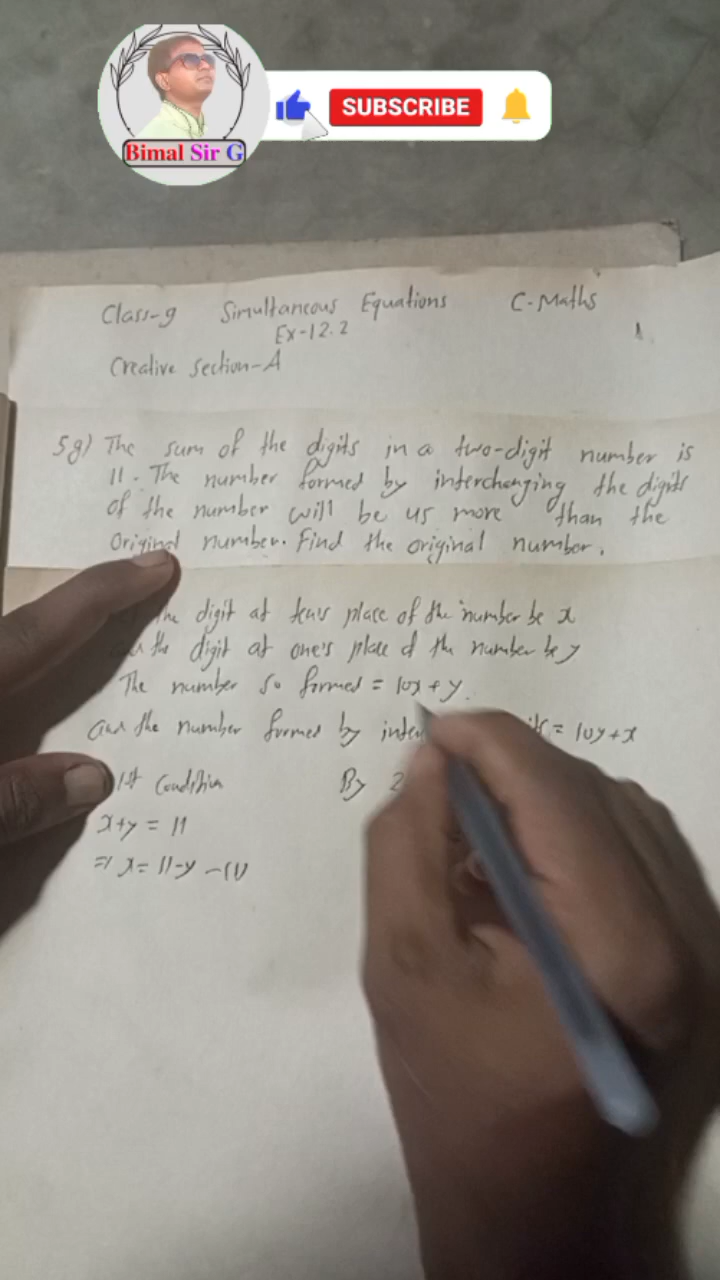 Bimal Sir G
SUBSCRIBE
Class-9 Simultaneous Equations C-Maths
Ex-12.2
Creative section-A
5g) The sum of the digits in a two-digit number is
11. The number formed by interchanging the digits
of the number will be us more than the
original number. Find the original number.
digit at ten's place of the number be x
the digit at one's place of the number be y
The number so formed = 10x + y.
and the number formed by = 10y + x
1st Condition By 2
x+y = 11
⇒ x = 11-y -(1)